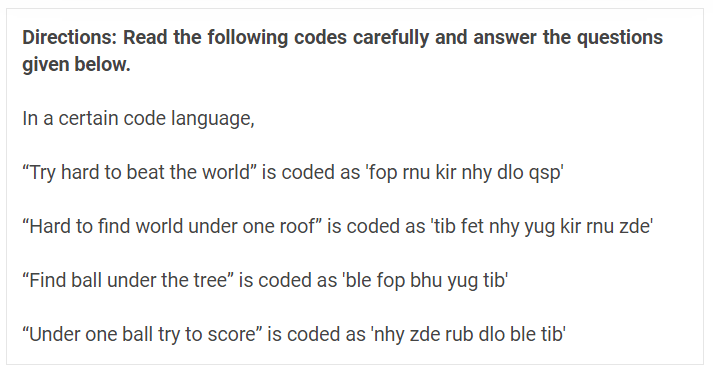 Directions: Read the following codes carefully and answer the questions
given below.
In a certain code language,
“Try hard to beat the world” is coded as 'fop rnu kir nhy dlo qsp'
“Hard to find world under one roof” is coded as 'tib fet nhy yug kir rnu zde'
“Find ball under the tree” is coded as 'ble fop bhu yug tib'
“Under one ball try to score” is coded as 'nhy zde rub dlo ble tib'